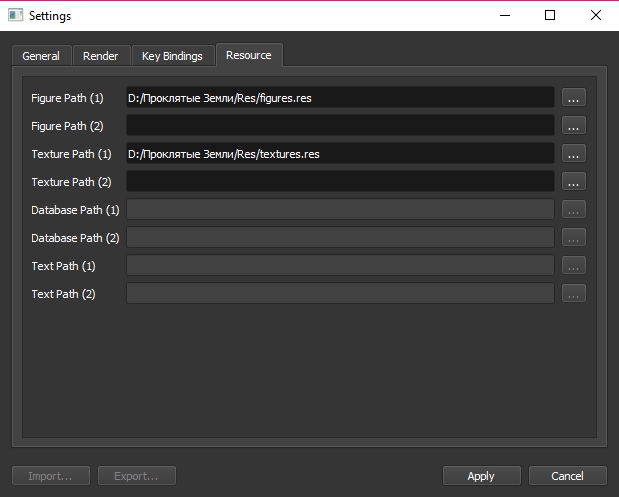 Settings
General Render Key Bindings Resource
Figure Path (1) D:/Проклятые Земли/Res/figures.res ...
Figure Path (2) ...
Texture Path (1) D:/Проклятые Земли/Res/textures.res ...
Texture Path (2) ...
Database Path (1) ...
Database Path (2) ...
Text Path (1) ...
Text Path (2) ...
Import... Export... Apply Cancel